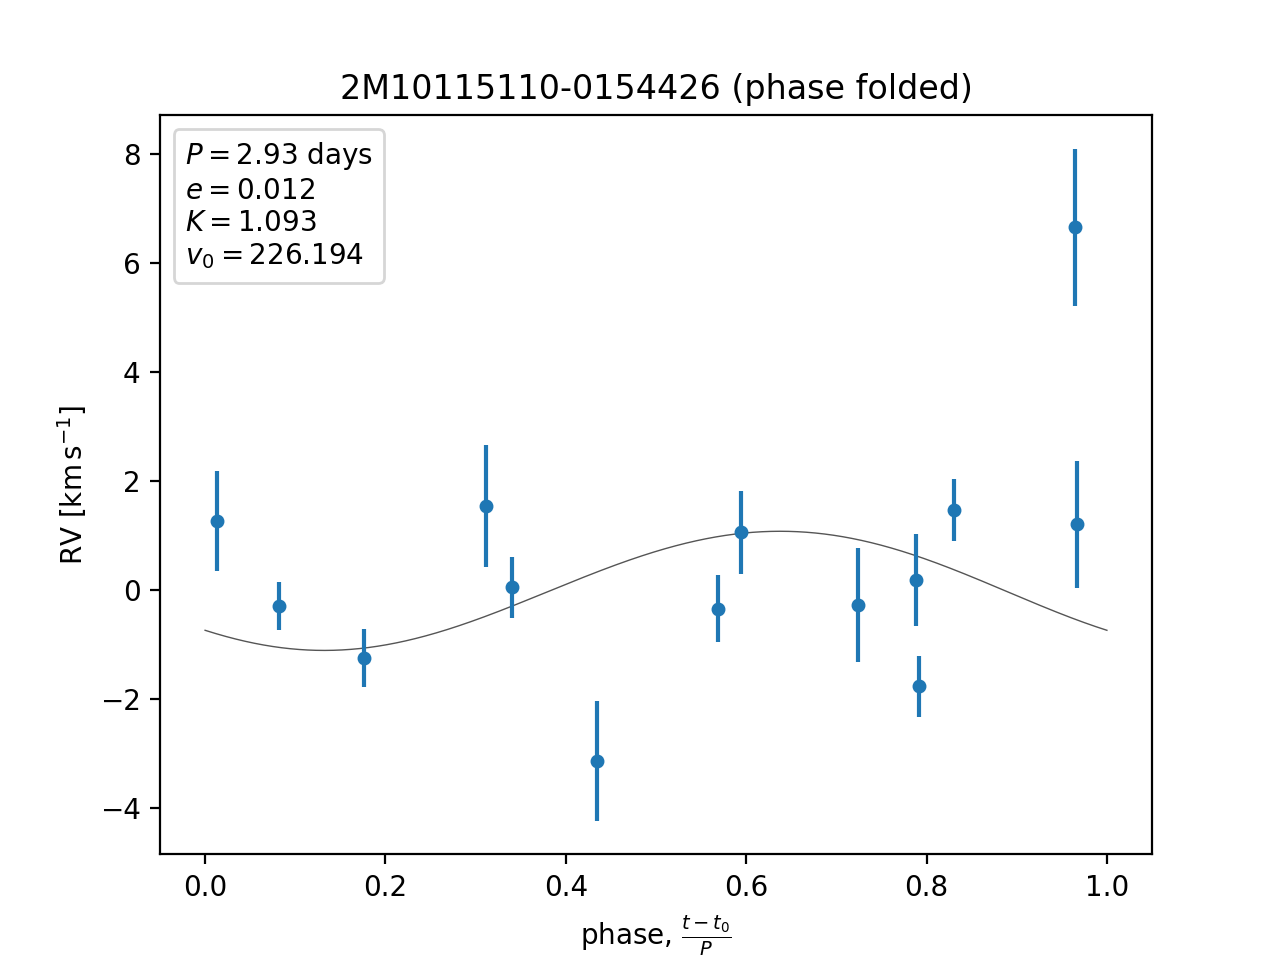 2M10115110-0154426 (phase folded)
P = 2.93 days
e = 0.012
K = 1.093
v₀ = 226.194
8
6
4
2
0
−2
−4
RV [km s⁻¹]
0.0 0.2 0.4 0.6 0.8 1.0
phase, (t − t₀)/P